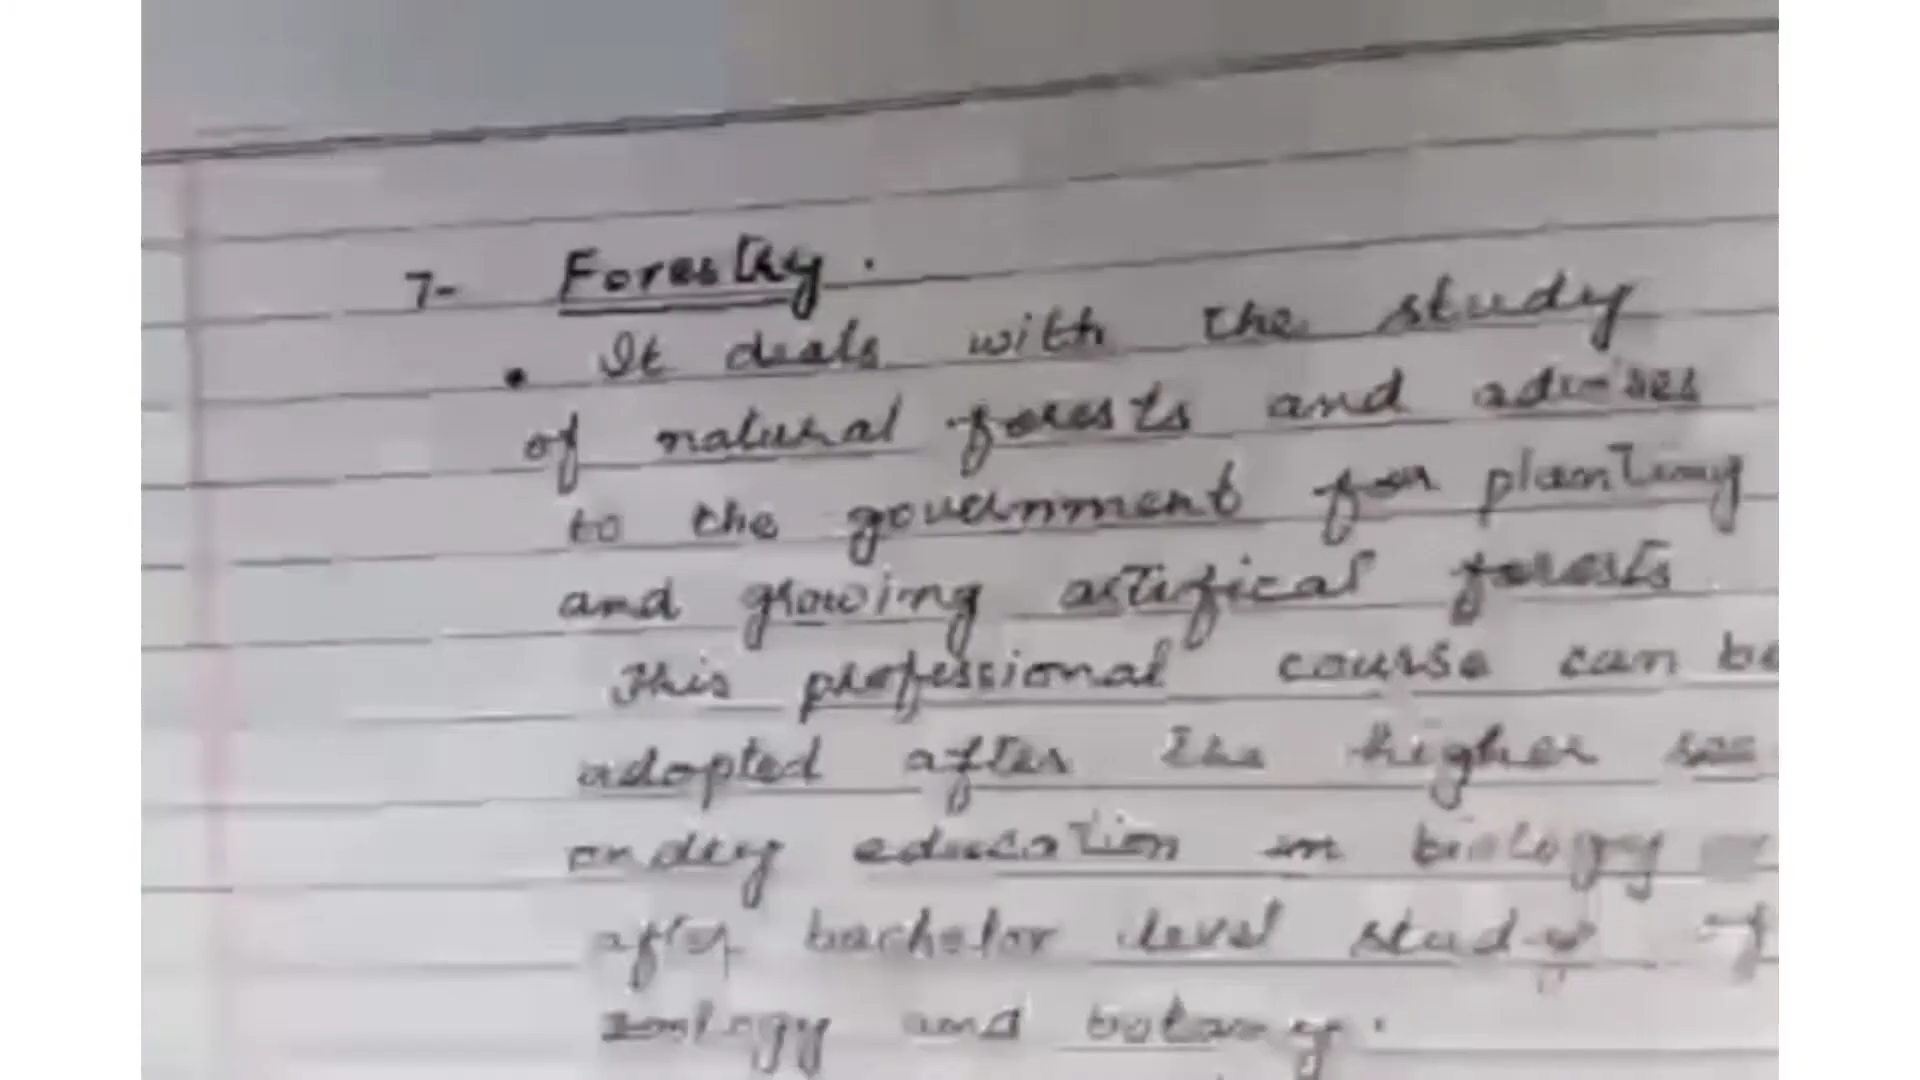 7- Forestry.
• It deals with the study
of natural forests and advises
to the government for planting
and growing artifical forests
This professional course can be
adopted after the higher sec
ondry education in biology or
after bachelor level study of
zoology and botany.